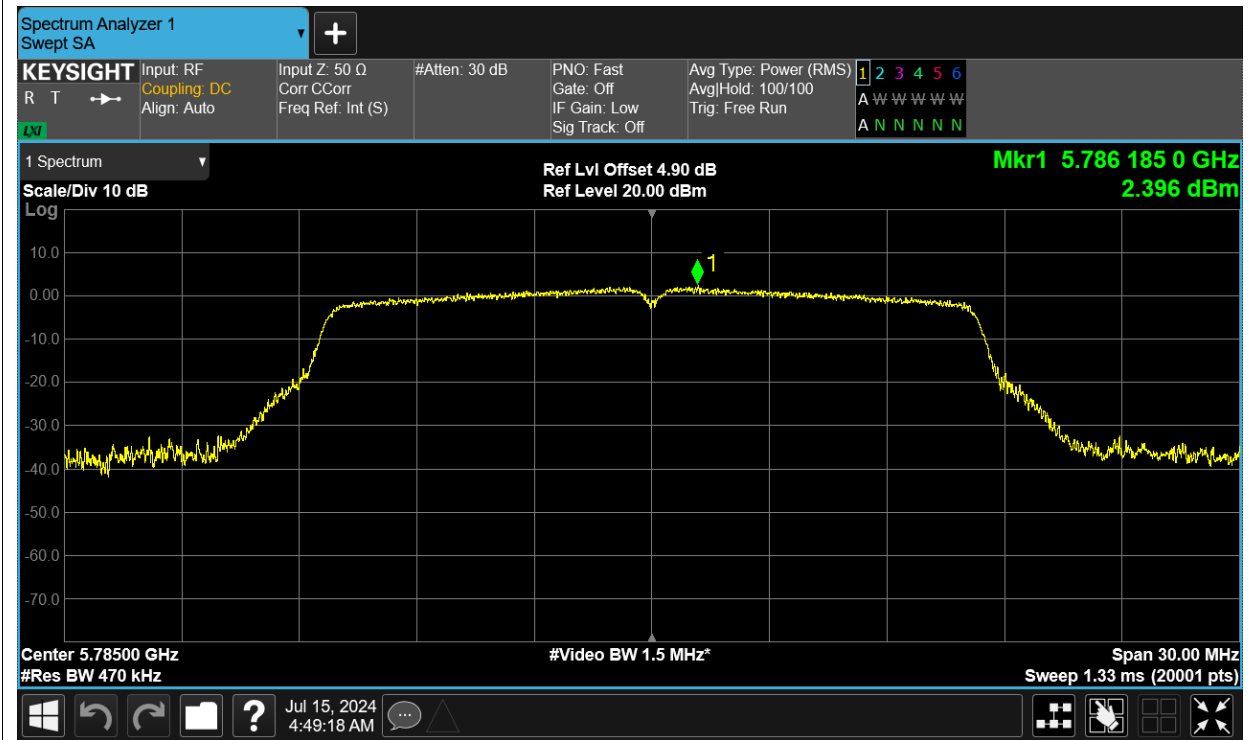 Spectrum Analyzer 1
Swept SA
KEYSIGHT
R T
LXI
Input: RF
Coupling: DC
Align: Auto
Input Z: 50 Ω
Corr CCorr
Freq Ref: Int (S)
#Atten: 30 dB
PNO: Fast
Gate: Off
IF Gain: Low
Sig Track: Off
Avg Type: Power (RMS)
Avg|Hold: 100/100
Trig: Free Run
1 2 3 4 5 6
A W W W W W
A N N N N N
1 Spectrum
Scale/Div 10 dB
Log
Ref Lvl Offset 4.90 dB
Ref Level 20.00 dBm
Mkr1 5.786 185 0 GHz
2.396 dBm
1
10.0
0.00
-10.0
-20.0
-30.0
-40.0
-50.0
-60.0
-70.0
Center 5.78500 GHz
#Res BW 470 kHz
#Video BW 1.5 MHz*
Span 30.00 MHz
Sweep 1.33 ms (20001 pts)
?
Jul 15, 2024
4:49:18 AM